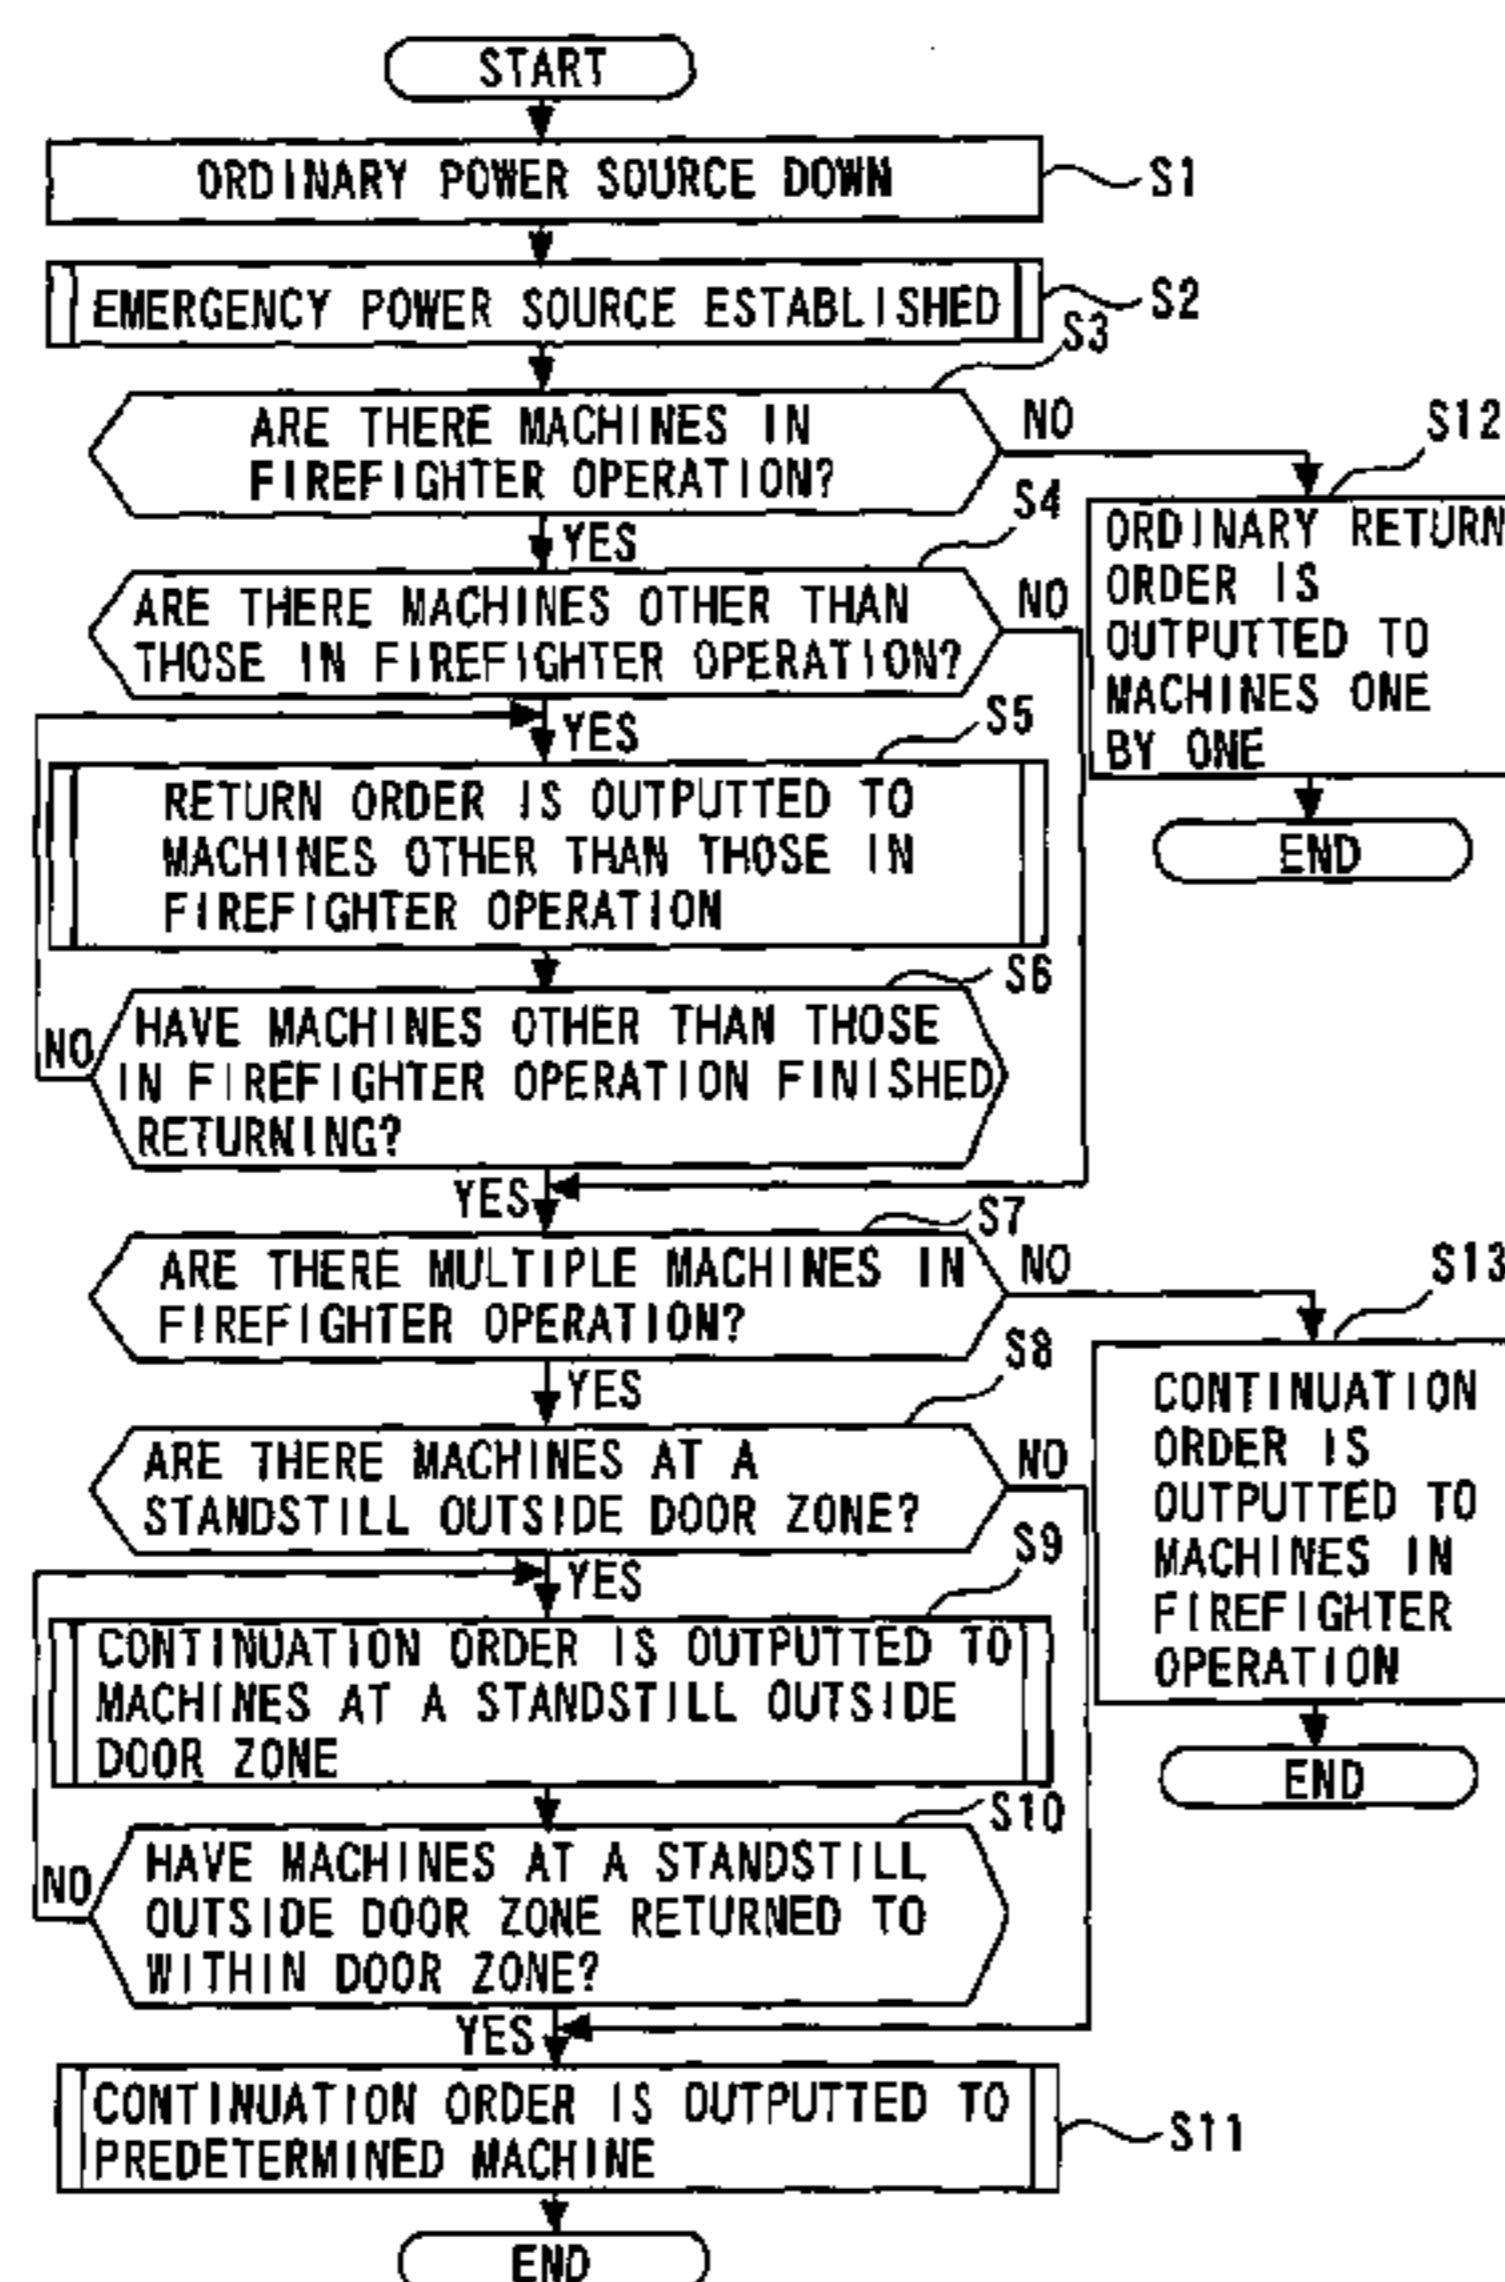 START
ORDINARY POWER SOURCE DOWN
S1
EMERGENCY POWER SOURCE ESTABLISHED
S2
S3
ARE THERE MACHINES IN
FIREFIGHTER OPERATION?
NO
S12
YES
S4
ORDINARY RETURN
ORDER IS
OUTPUTTED TO
MACHINES ONE
BY ONE
END
ARE THERE MACHINES OTHER THAN
THOSE IN FIREFIGHTER OPERATION?
NO
YES
S5
RETURN ORDER IS OUTPUTTED TO
MACHINES OTHER THAN THOSE IN
FIREFIGHTER OPERATION
S6
HAVE MACHINES OTHER THAN THOSE
IN FIREFIGHTER OPERATION FINISHED
RETURNING?
NO
YES
S7
ARE THERE MULTIPLE MACHINES IN
FIREFIGHTER OPERATION?
NO
S13
YES
S8
CONTINUATION
ORDER IS
OUTPUTTED TO
MACHINES IN
FIREFIGHTER
OPERATION
END
ARE THERE MACHINES AT A
STANDSTILL OUTSIDE DOOR ZONE?
NO
YES
S9
CONTINUATION ORDER IS OUTPUTTED TO
MACHINES AT A STANDSTILL OUTSIDE
DOOR ZONE
S10
HAVE MACHINES AT A STANDSTILL
OUTSIDE DOOR ZONE RETURNED TO
WITHIN DOOR ZONE?
NO
YES
CONTINUATION ORDER IS OUTPUTTED TO
PREDETERMINED MACHINE
S11
END